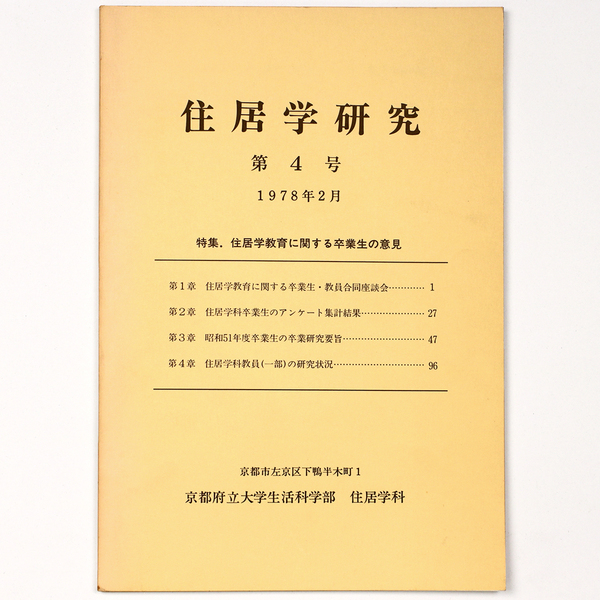 住居学研究
第 4 号
1978年2月
特集．住居学教育に関する卒業生の意見
第1章 住居学教育に関する卒業生・教員合同座談会………… 1
第2章 住居学科卒業生のアンケート集計結果………………… 27
第3章 昭和51年度卒業生の卒業研究要旨…………………… 47
第4章 住居学科教員(一部)の研究状況……………………… 96
京都市左京区下鴨半木町1
京都府立大学生活科学部 住居学科